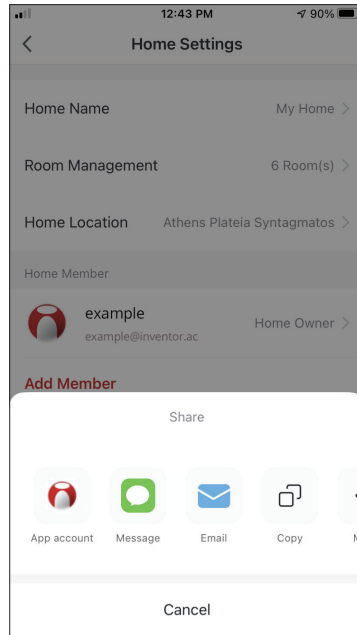 12:43 PM 90%
Home Settings
Home Name My Home
Room Management 6 Room(s)
Home Location Athens Plateia Syntagmatos
Home Member
example
example@inventor.ac
Home Owner
Add Member
Share
App account Message Email Copy M
Cancel